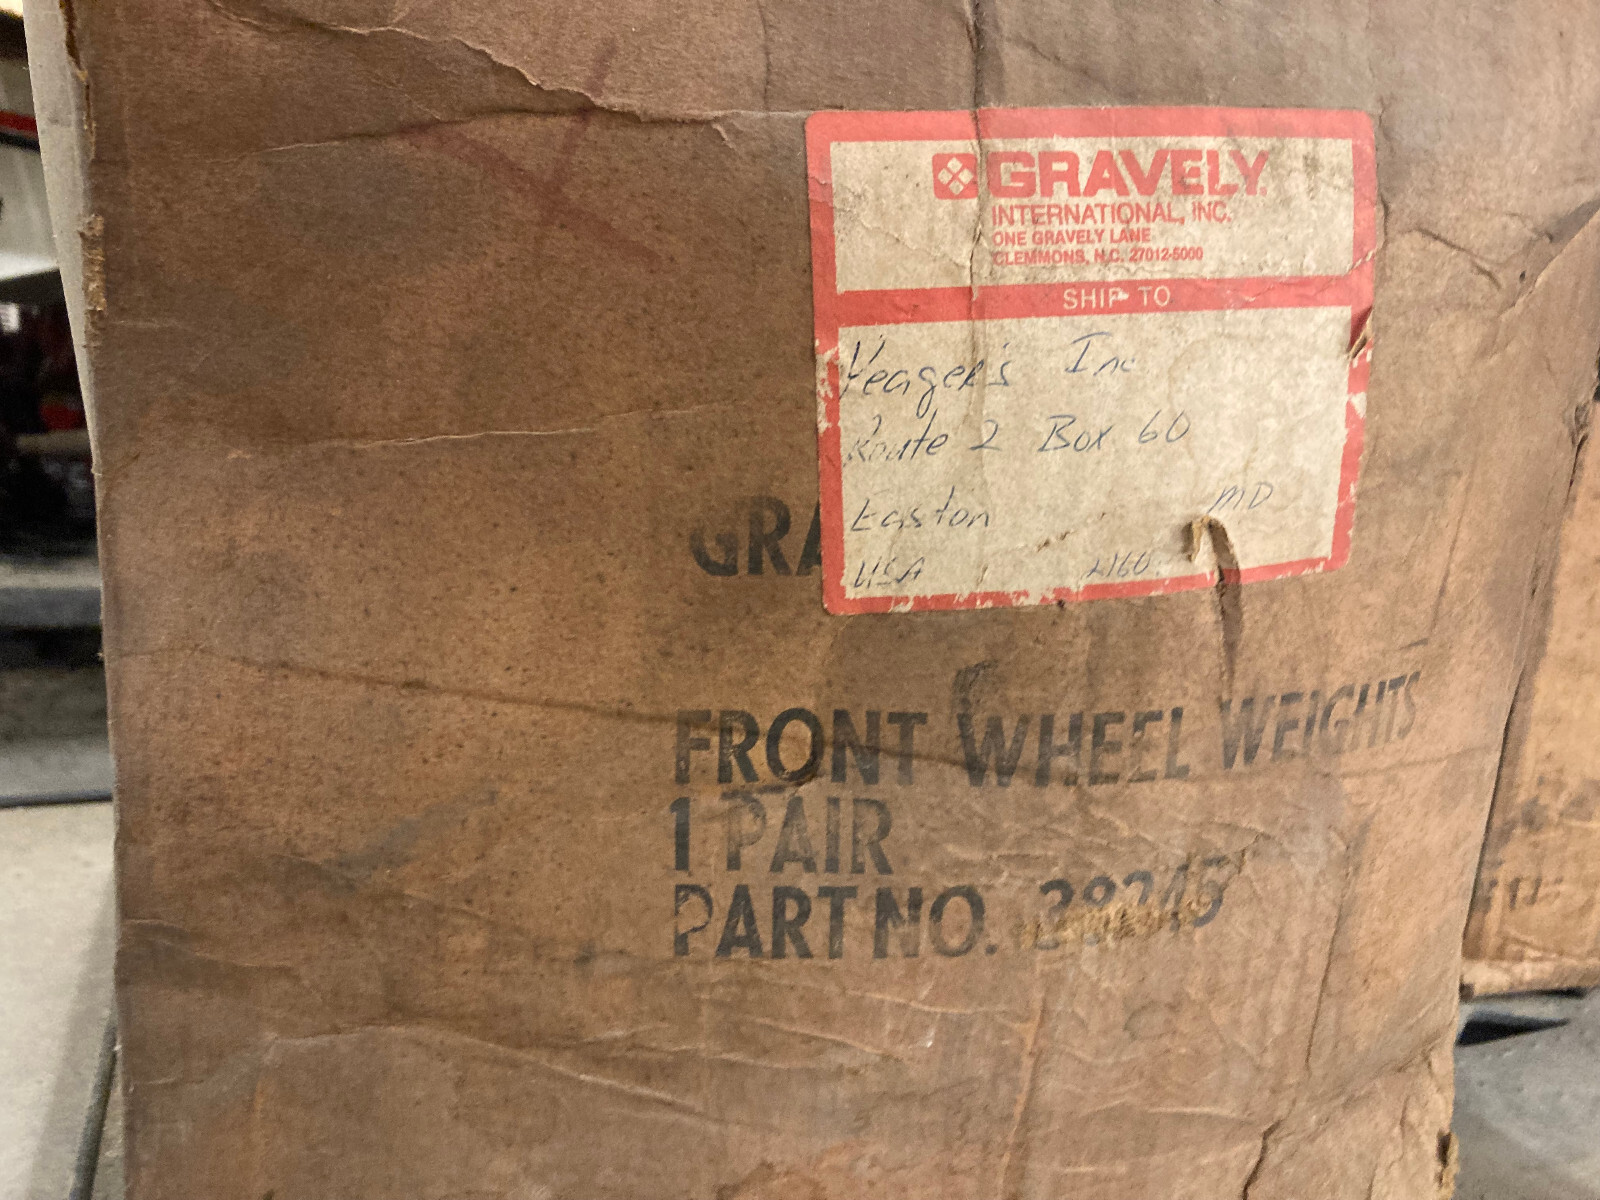 GRAVELY
INTERNATIONAL, INC.
ONE GRAVELY LANE
CLEMMONS, N.C. 27012-5000
SHIP TO
Yeager's Inc
Route 2 Box 60
Easton MD
USA
GRA
FRONT WHEEL WEIGHTS
1 PAIR
PART NO.